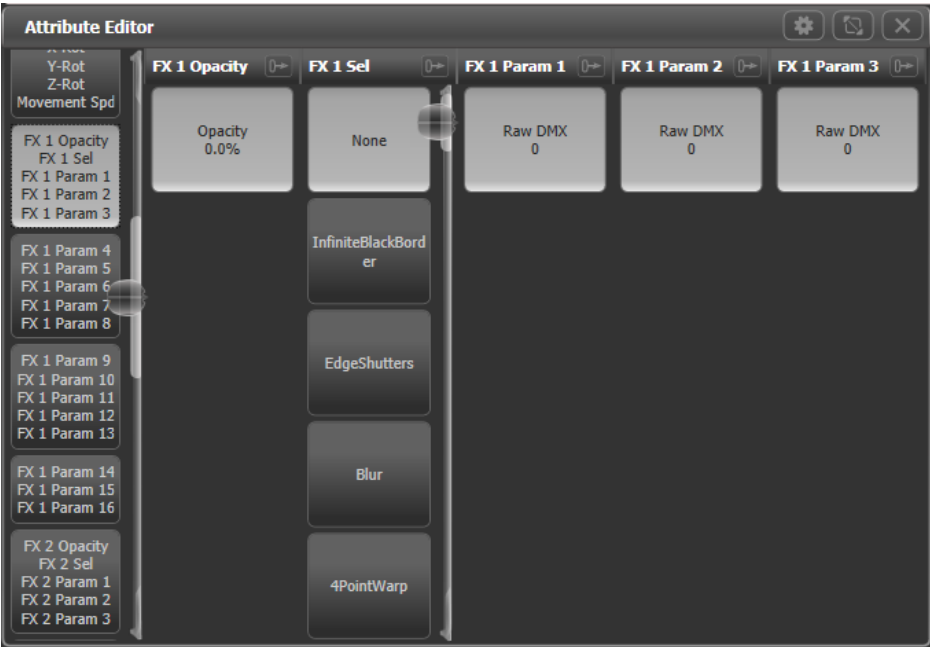 Attribute Editor
X-Rot
Y-Rot
Z-Rot
Movement Spd
FX 1 Opacity
FX 1 Sel
FX 1 Param 1
FX 1 Param 2
FX 1 Param 3
FX 1 Param 4
FX 1 Param 5
FX 1 Param 6
FX 1 Param 7
FX 1 Param 8
FX 1 Param 9
FX 1 Param 10
FX 1 Param 11
FX 1 Param 12
FX 1 Param 13
FX 1 Param 14
FX 1 Param 15
FX 1 Param 16
FX 2 Opacity
FX 2 Sel
FX 2 Param 1
FX 2 Param 2
FX 2 Param 3
FX 1 Opacity
Opacity
0.0%
FX 1 Sel
None
InfiniteBlackBord
er
EdgeShutters
Blur
4PointWarp
FX 1 Param 1
Raw DMX
0
FX 1 Param 2
Raw DMX
0
FX 1 Param 3
Raw DMX
0